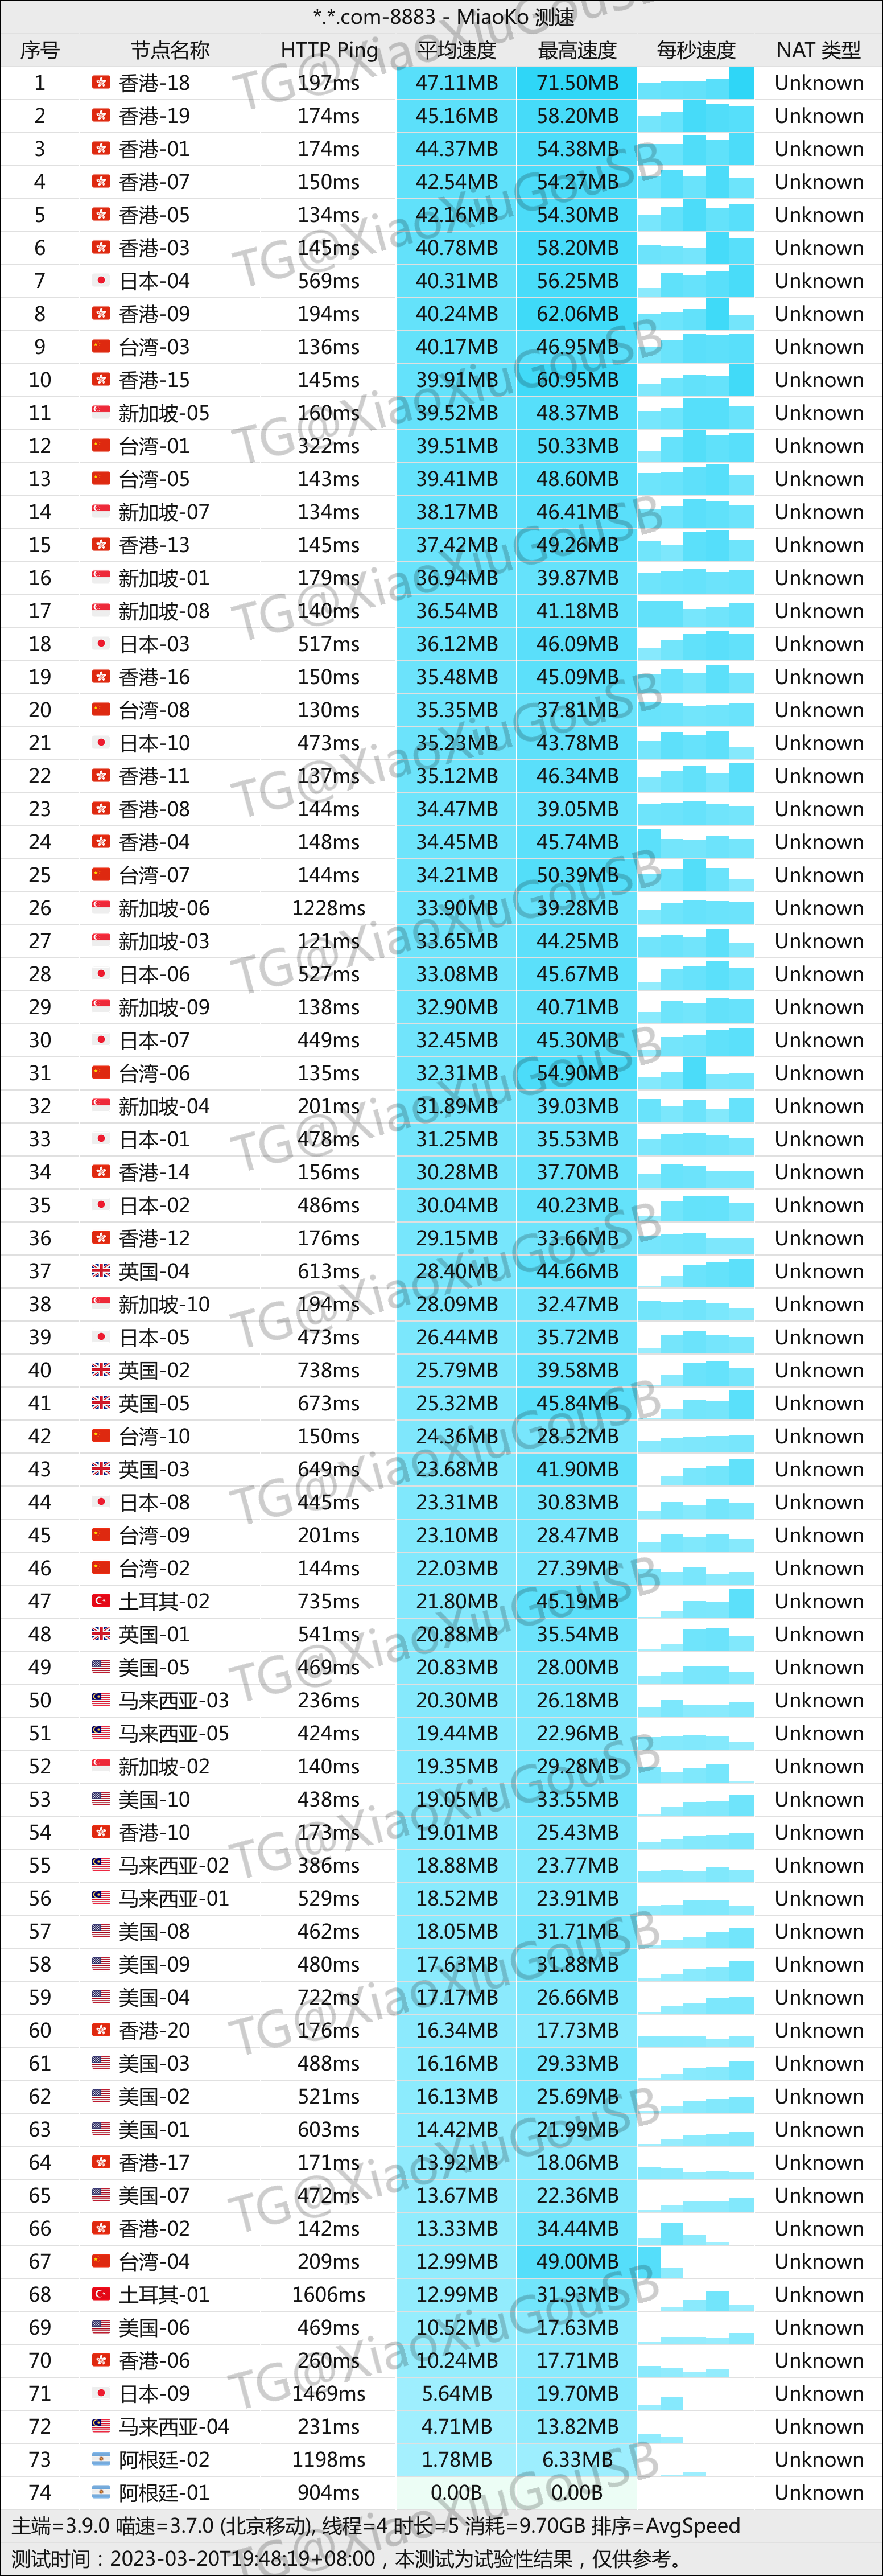 *.*.com-8883 - MiaoKo 测速
序号 节点名称 HTTP Ping 平均速度 最高速度 每秒速度 NAT 类型
1 香港-18 197ms 47.11MB 71.50MB Unknown
2 香港-19 174ms 45.16MB 58.20MB Unknown
3 香港-01 174ms 44.37MB 54.38MB Unknown
4 香港-07 150ms 42.54MB 54.27MB Unknown
5 香港-05 134ms 42.16MB 54.30MB Unknown
6 香港-03 145ms 40.78MB 58.20MB Unknown
7 日本-04 569ms 40.31MB 56.25MB Unknown
8 香港-09 194ms 40.24MB 62.06MB Unknown
9 台湾-03 136ms 40.17MB 46.95MB Unknown
10 香港-15 145ms 39.91MB 60.95MB Unknown
11 新加坡-05 160ms 39.52MB 48.37MB Unknown
12 台湾-01 322ms 39.51MB 50.33MB Unknown
13 台湾-05 143ms 39.41MB 48.60MB Unknown
14 新加坡-07 134ms 38.17MB 46.41MB Unknown
15 香港-13 145ms 37.42MB 49.26MB Unknown
16 新加坡-01 179ms 36.94MB 39.87MB Unknown
17 新加坡-08 140ms 36.54MB 41.18MB Unknown
18 日本-03 517ms 36.12MB 46.09MB Unknown
19 香港-16 150ms 35.48MB 45.09MB Unknown
20 台湾-08 130ms 35.35MB 37.81MB Unknown
21 日本-10 473ms 35.23MB 43.78MB Unknown
22 香港-11 137ms 35.12MB 46.34MB Unknown
23 香港-08 144ms 34.47MB 39.05MB Unknown
24 香港-04 148ms 34.45MB 45.74MB Unknown
25 台湾-07 144ms 34.21MB 50.39MB Unknown
26 新加坡-06 1228ms 33.90MB 39.28MB Unknown
27 新加坡-03 121ms 33.65MB 44.25MB Unknown
28 日本-06 527ms 33.08MB 45.67MB Unknown
29 新加坡-09 138ms 32.90MB 40.71MB Unknown
30 日本-07 449ms 32.45MB 45.30MB Unknown
31 台湾-06 135ms 32.31MB 54.90MB Unknown
32 新加坡-04 201ms 31.89MB 39.03MB Unknown
33 日本-01 478ms 31.25MB 35.53MB Unknown
34 香港-14 156ms 30.28MB 37.70MB Unknown
35 日本-02 486ms 30.04MB 40.23MB Unknown
36 香港-12 176ms 29.15MB 33.66MB Unknown
37 英国-04 613ms 28.40MB 44.66MB Unknown
38 新加坡-10 194ms 28.09MB 32.47MB Unknown
39 日本-05 473ms 26.44MB 35.72MB Unknown
40 英国-02 738ms 25.79MB 39.58MB Unknown
41 英国-05 673ms 25.32MB 45.84MB Unknown
42 台湾-10 150ms 24.36MB 28.52MB Unknown
43 英国-03 649ms 23.68MB 41.90MB Unknown
44 日本-08 445ms 23.31MB 30.83MB Unknown
45 台湾-09 201ms 23.10MB 28.47MB Unknown
46 台湾-02 144ms 22.03MB 27.39MB Unknown
47 土耳其-02 735ms 21.80MB 45.19MB Unknown
48 英国-01 541ms 20.88MB 35.54MB Unknown
49 美国-05 469ms 20.83MB 28.00MB Unknown
50 马来西亚-03 236ms 20.30MB 26.18MB Unknown
51 马来西亚-05 424ms 19.44MB 22.96MB Unknown
52 新加坡-02 140ms 19.35MB 29.28MB Unknown
53 美国-10 438ms 19.05MB 33.55MB Unknown
54 香港-10 173ms 19.01MB 25.43MB Unknown
55 马来西亚-02 386ms 18.88MB 23.77MB Unknown
56 马来西亚-01 529ms 18.52MB 23.91MB Unknown
57 美国-08 462ms 18.05MB 31.71MB Unknown
58 美国-09 480ms 17.63MB 31.88MB Unknown
59 美国-04 722ms 17.17MB 26.66MB Unknown
60 香港-20 176ms 16.34MB 17.73MB Unknown
61 美国-03 488ms 16.16MB 29.33MB Unknown
62 美国-02 521ms 16.13MB 25.69MB Unknown
63 美国-01 603ms 14.42MB 21.99MB Unknown
64 香港-17 171ms 13.92MB 18.06MB Unknown
65 美国-07 472ms 13.67MB 22.36MB Unknown
66 香港-02 142ms 13.33MB 34.44MB Unknown
67 台湾-04 209ms 12.99MB 49.00MB Unknown
68 土耳其-01 1606ms 12.99MB 31.93MB Unknown
69 美国-06 469ms 10.52MB 17.63MB Unknown
70 香港-06 260ms 10.24MB 17.71MB Unknown
71 日本-09 1469ms 5.64MB 19.70MB Unknown
72 马来西亚-04 231ms 4.71MB 13.82MB Unknown
73 阿根廷-02 1198ms 1.78MB 6.33MB Unknown
74 阿根廷-01 904ms 0.00B 0.00B Unknown
主端=3.9.0 喵速=3.7.0 (北京移动), 线程=4 时长=5 消耗=9.70GB 排序=AvgSpeed
测试时间：2023-03-20T19:48:19+08:00，本测试为试验性结果，仅供参考。
TG@XiaoXiuGouSB
TG@XiaoXiuGouSB
TG@XiaoXiuGouSB
TG@XiaoXiuGouSB
TG@XiaoXiuGouSB
TG@XiaoXiuGouSB
TG@XiaoXiuGouSB
TG@XiaoXiuGouSB
TG@XiaoXiuGouSB
TG@XiaoXiuGouSB
TG@XiaoXiuGouSB
TG@XiaoXiuGouSB
TG@XiaoXiuGouSB
TG@XiaoXiuGouSB